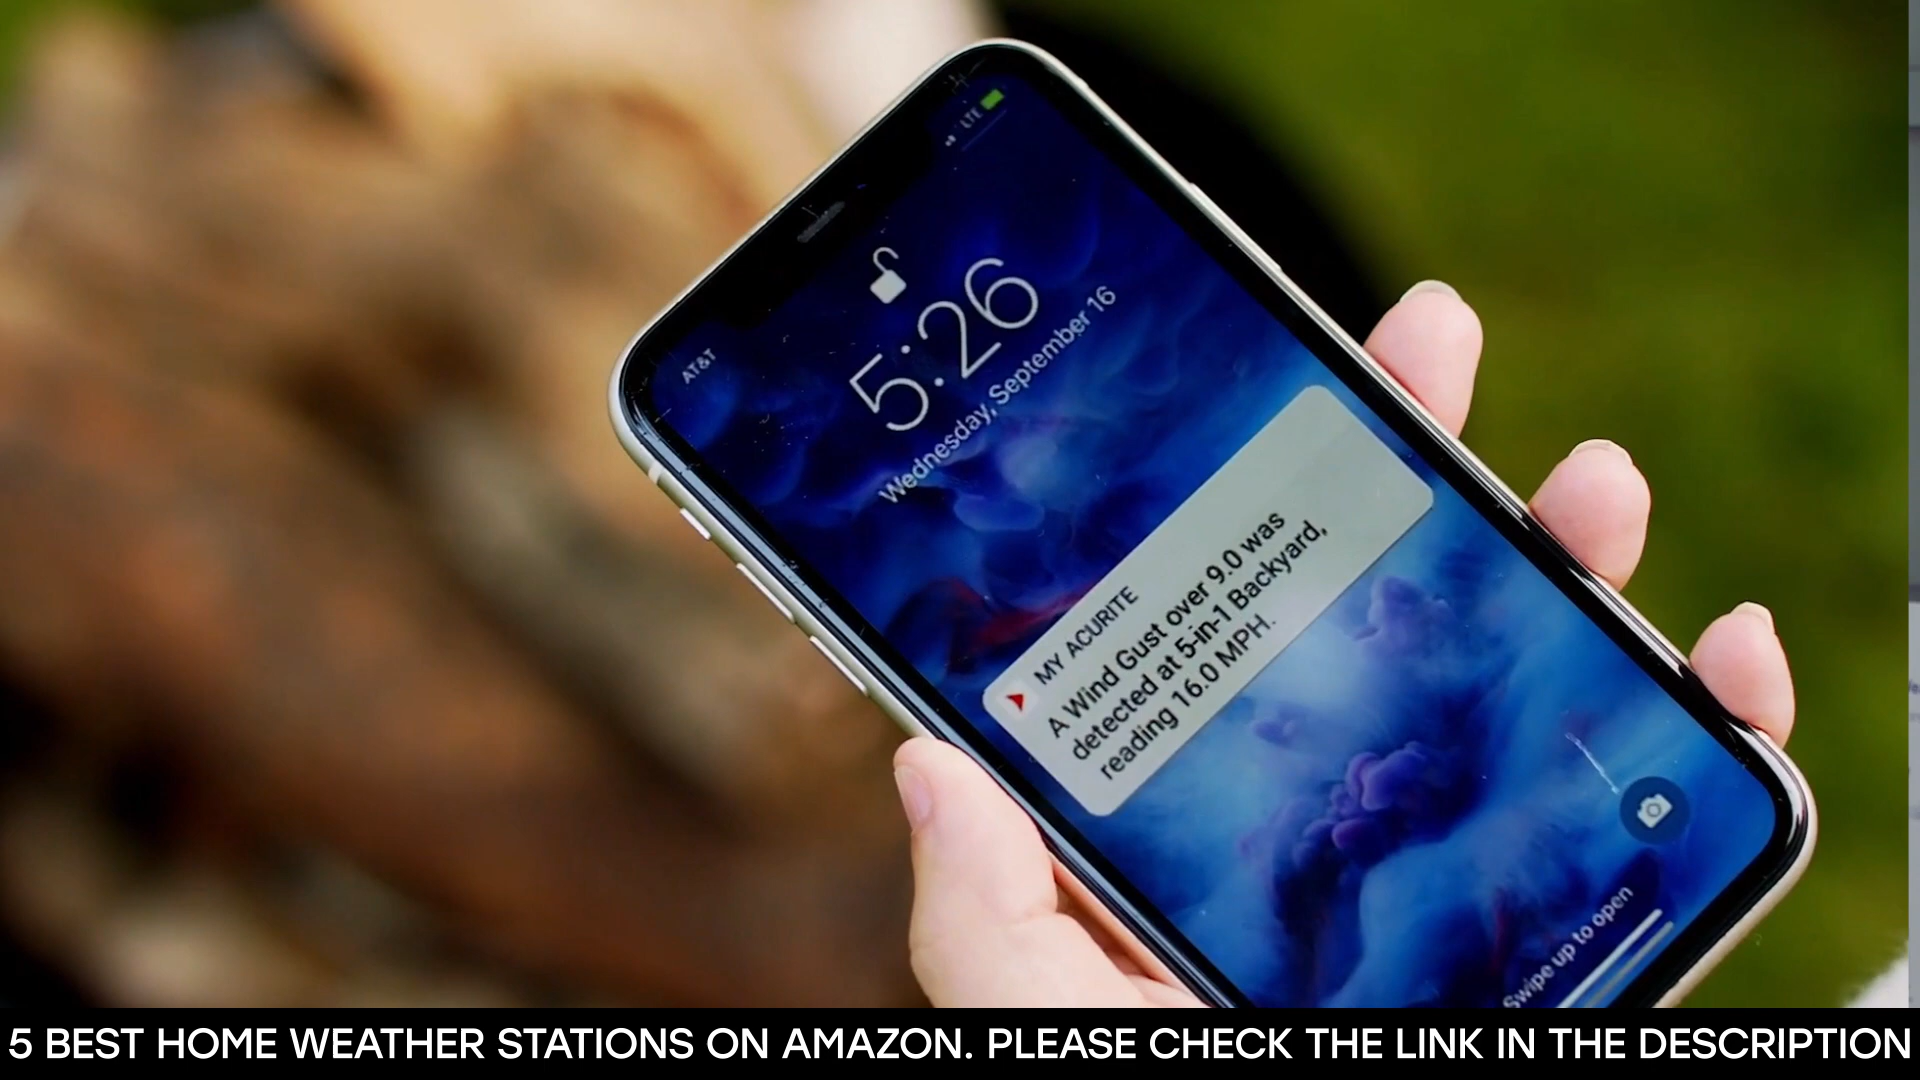 LTE
AT&T
5:26
Wednesday, September 16
MY ACURITE
A Wind Gust over 9.0 was
detected at 5-in-1 Backyard,
reading 16.0 MPH.
Swipe up to open
5 BEST HOME WEATHER STATIONS ON AMAZON. PLEASE CHECK THE LINK IN THE DESCRIPTION